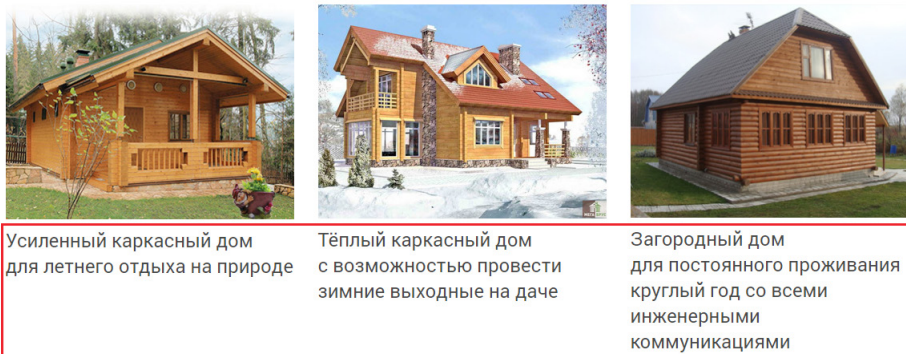 Усиленный каркасный дом
для летнего отдыха на природе
Тёплый каркасный дом
с возможностью провести
зимние выходные на даче
Загородный дом
для постоянного проживания
круглый год со всеми
инженерными
коммуникациями